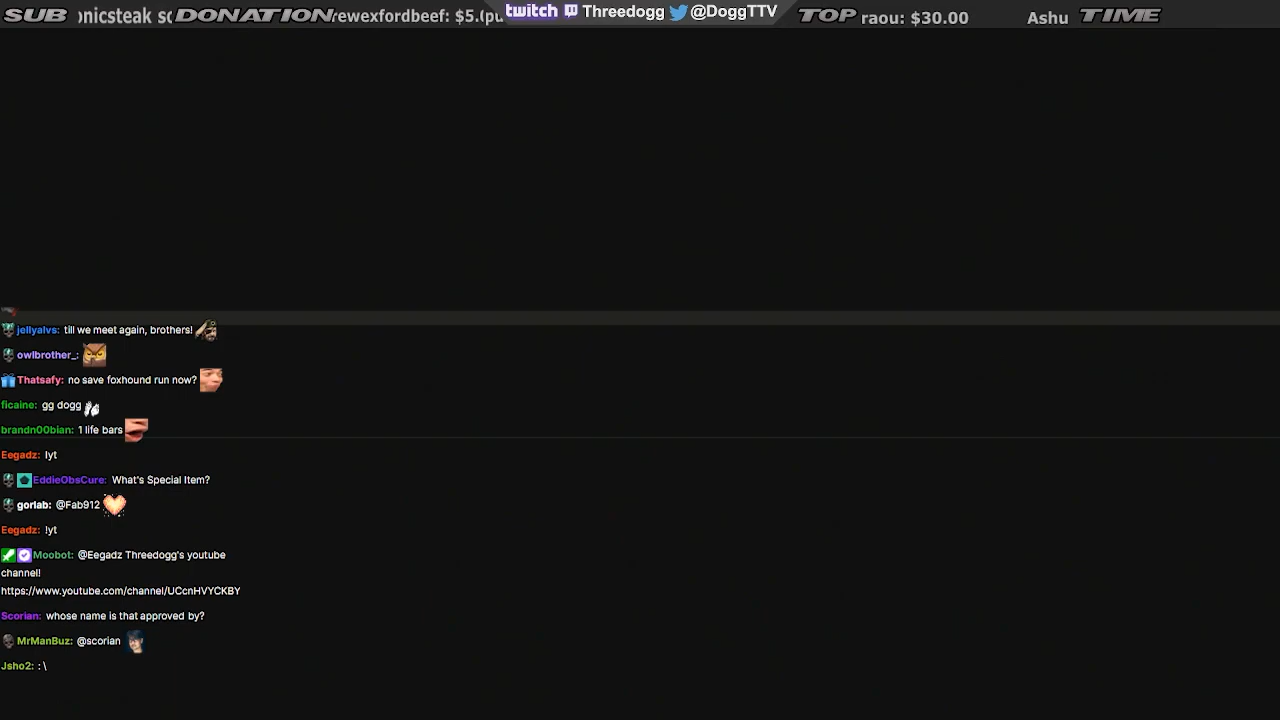 SUB onicsteak DONATION rewexfordbeef: $5. twitch Threedogg @DoggTTV TOP raou: $30.00 Ashu TIME
jellyalvs: till we meet again, brothers!
owlbrother_:
Thatsafy: no save foxhound run now?
ficaine: gg dogg
brandn00bian: 1 life bars
Eegadz: lyt
EddieObsCure: What's Special Item?
gorlab: @Fab912
Eegadz: !yt
Moobot: @Eegadz Threedogg's youtube
channel!
https://www.youtube.com/channel/UCcnHVYCKBY
Scorian: whose name is that approved by?
MrManBuz: @scorian
Jsho2: : \